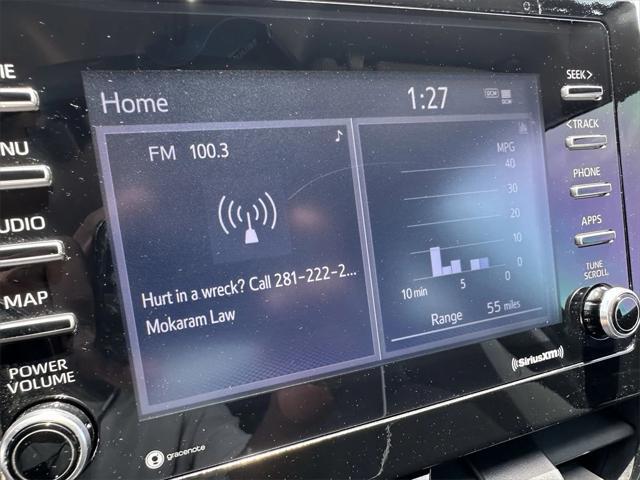 Home
1:27
DCM
DCM
FM 100.3
Hurt in a wreck? Call 281-222-2...
Mokaram Law
MPG
40
30
20
10
0
0
10 min
5
Range 55 miles
NU
UDIO
MAP
POWER
VOLUME
SEEK>
<TRACK
PHONE
APPS
TUNE
SCROLL
((SiriusXM))
gracenote